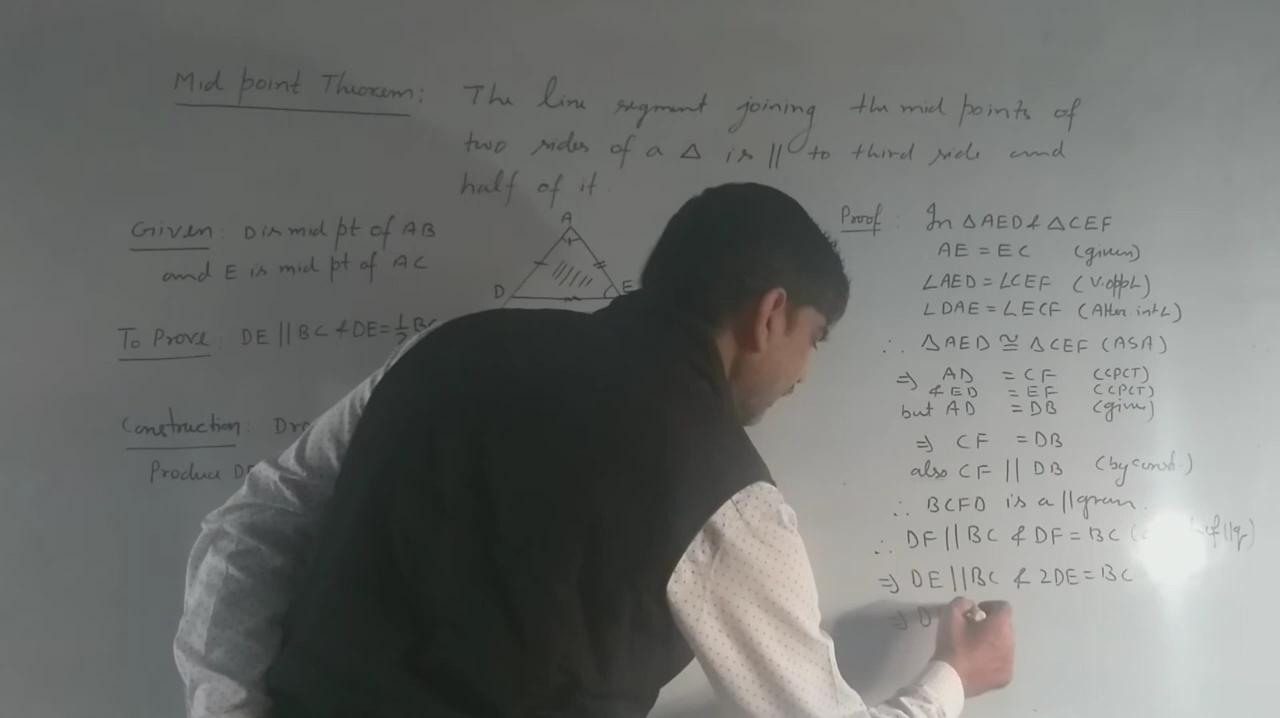 Mid point Theorem: The line segment joining the mid points of
two sides of a Δ is || to third side and
half of it.
Given: D is mid pt of AB
and E is mid pt of AC
To Prove: DE || BC & DE = 1/2 BC
Construction:
Produce
A
D
E
Proof: In ΔAED & ΔCEF
AE = EC (given)
∠AED = ∠CEF (V.opp∠)
∠DAE = ∠ECF (Alter. int∠)
∴ ΔAED ≅ ΔCEF (ASA)
⇒ AD = CF (CPCT)
& ED = EF (CPCT)
but AD = DB (given)
⇒ CF = DB
also CF || DB (by const.)
∴ BCFD is a ||gram.
∴ DF || BC & DF = BC
⇒ DE || BC & 2DE = BC
⇒ D